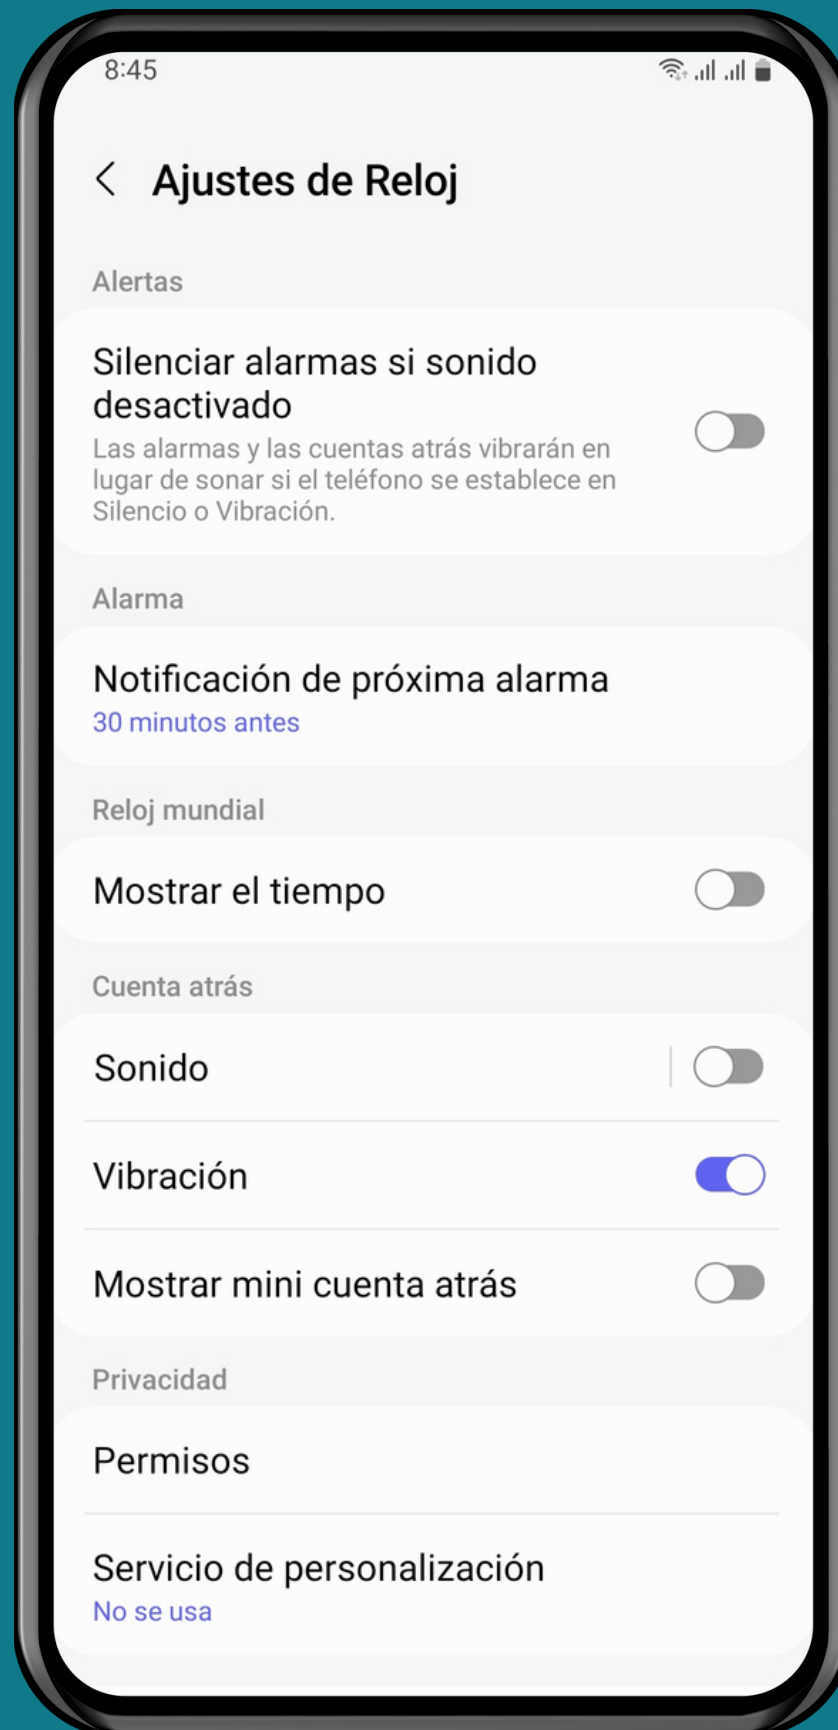 8:45
Ajustes de Reloj
Alertas
Silenciar alarmas si sonido
desactivado
Las alarmas y las cuentas atrás vibrarán en
lugar de sonar si el teléfono se establece en
Silencio o Vibración.
Alarma
Notificación de próxima alarma
30 minutos antes
Reloj mundial
Mostrar el tiempo
Cuenta atrás
Sonido
Vibración
Mostrar mini cuenta atrás
Privacidad
Permisos
Servicio de personalización
No se usa